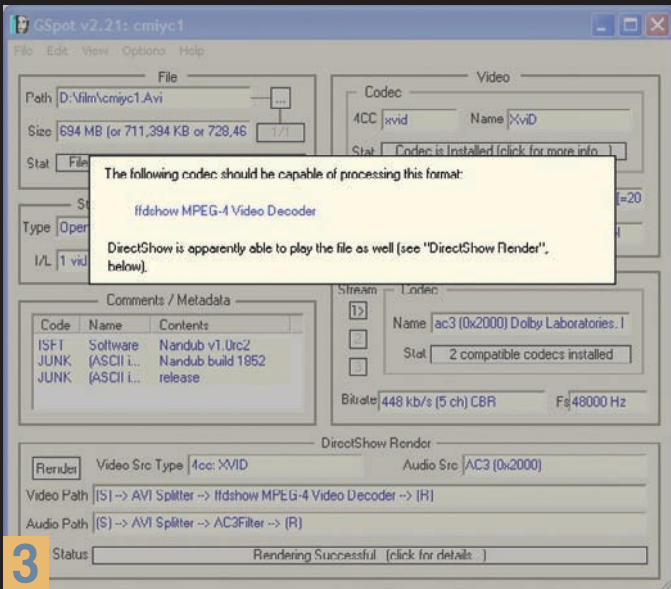 GSpot v2.21: cmiyc1
File Edit View Options Help
File
Path D:\film\cmiyc1.Avi ...
Size 694 MB (or 711,394 KB or 728,46 1/1
Stat File
Video
Codec
4CC xvid Name XviD
Stat Codec is Installed (click for more info...)
The following codec should be capable of processing this format:
ffdshow MPEG-4 Video Decoder
DirectShow is apparently able to play the file as well (see "DirectShow Render",
below).
Type Open
I/L 1 vid
[=20
Comments / Metadata
Code Name Contents
ISFT Software Nandub v1.0rc2
JUNK (ASCII i... Nandub build 1852
JUNK (ASCII i... release
Stream
1>
2
3
Codec
Name ac3 (0x2000) Dolby Laboratories, I
Stat 2 compatible codecs installed
Bitrate 448 kb/s (5 ch) CBR Fs 48000 Hz
DirectShow Render
Render Video Src Type 4cc: XVID Audio Src AC3 (0x2000)
Video Path (S) --> AVI Splitter --> ffdshow MPEG-4 Video Decoder --> (R)
Audio Path (S) --> AVI Splitter --> AC3Filter --> (R)
Status Rendering Successful (click for details...)
3